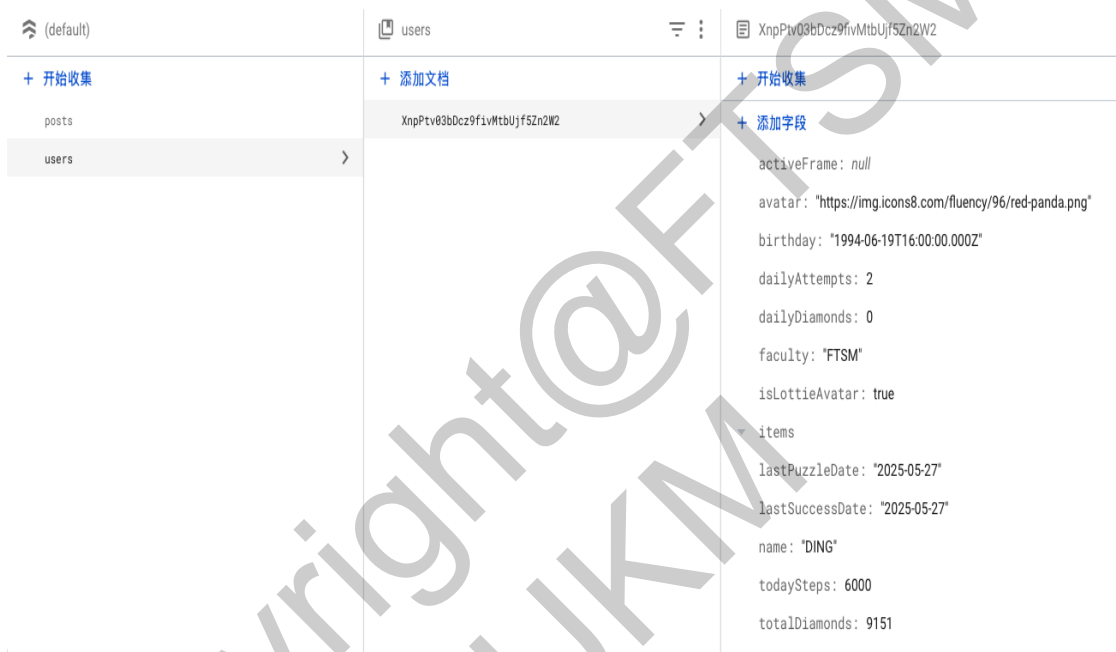 (default)
开始收集
posts
users
users
添加文档
XnpPtv03bDcz9fivMtbUjf5Zn2W2
XnpPtv03bDcz9fivMtbUjf5Zn2W2
开始收集
添加字段
activeFrame: null
avatar: "https://img.icons8.com/fluency/96/red-panda.png"
birthday: "1994-06-19T16:00:00.000Z"
dailyAttempts: 2
dailyDiamonds: 0
faculty: "FTSM"
isLottieAvatar: true
items
lastPuzzleDate: "2025-05-27"
lastSuccessDate: "2025-05-27"
name: "DING"
todaySteps: 6000
totalDiamonds: 9151
yright@FTSM
UKM